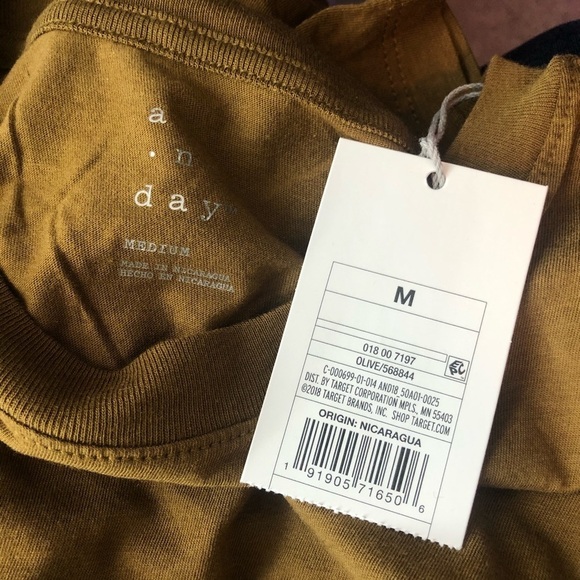 a
· n
day
MEDIUM
MADE IN NICARAGUA
HECHO EN NICARAGUA
M
018 00 7197
OLIVE/568844
C-000699-01-014 AND18_50A01-0025
DIST. BY TARGET CORPORATION MPLS, MN 55403
©2018 TARGET BRANDS, INC. SHOP TARGET.COM
ORIGIN: NICARAGUA
1 91905 71650 6